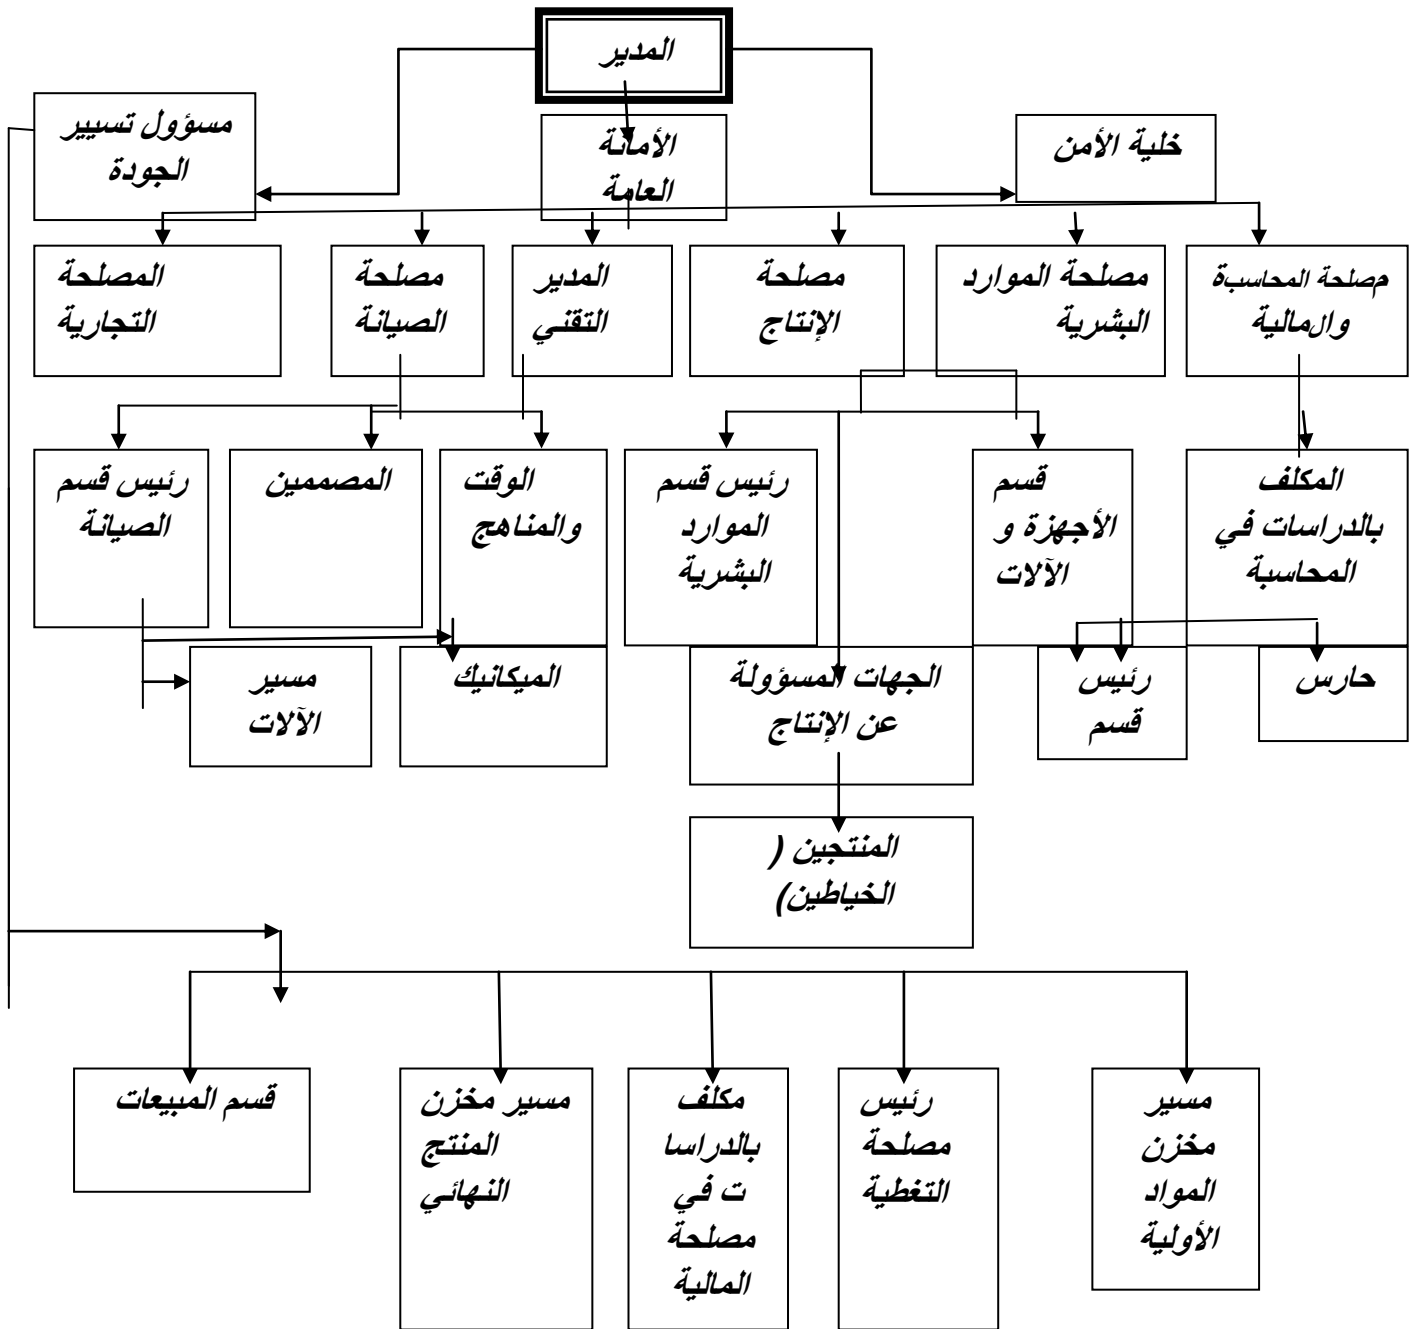 المدير
خلية الأمن
الأمانة
العامة
مسؤول تسيير
الجودة
مصلحة المحاسبة
والمالية
مصلحة الموارد
البشرية
مصلحة
الإنتاج
المدير
التقني
مصلحة
الصيانة
المصلحة
التجارية
المكلف
بالدراسات في
المحاسبة
قسم
الأجهزة و
الآلات
رئيس قسم
الموارد
البشرية
الوقت
والمناهج
المصممين
رئيس قسم
الصيانة
حارس
رئيس
قسم
الجهات المسؤولة
عن الإنتاج
الميكانيك
مسير
الآلات
المنتجين (
الخياطين)
مسير
مخزن
المواد
الأولية
رئيس
مصلحة
التغطية
مكلف
بالدراسا
ت في
مصلحة
المالية
مسير مخزن
المنتج
النهائي
قسم المبيعات